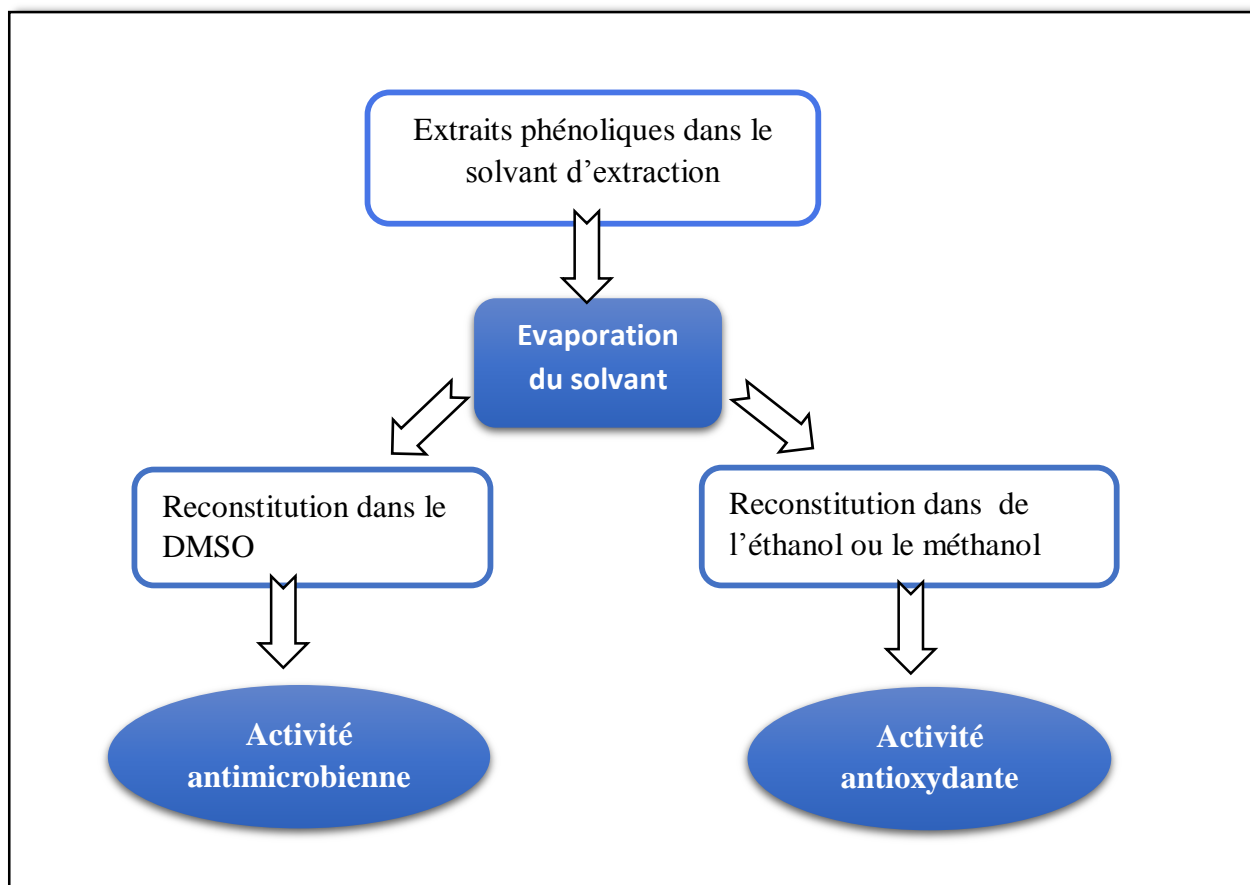 Extraits phénoliques dans le
solvant d’extraction
Evaporation
du solvant
Reconstitution dans le
DMSO
Reconstitution dans  de
l’éthanol ou le méthanol
Activité
antimicrobienne
Activité
antioxydante